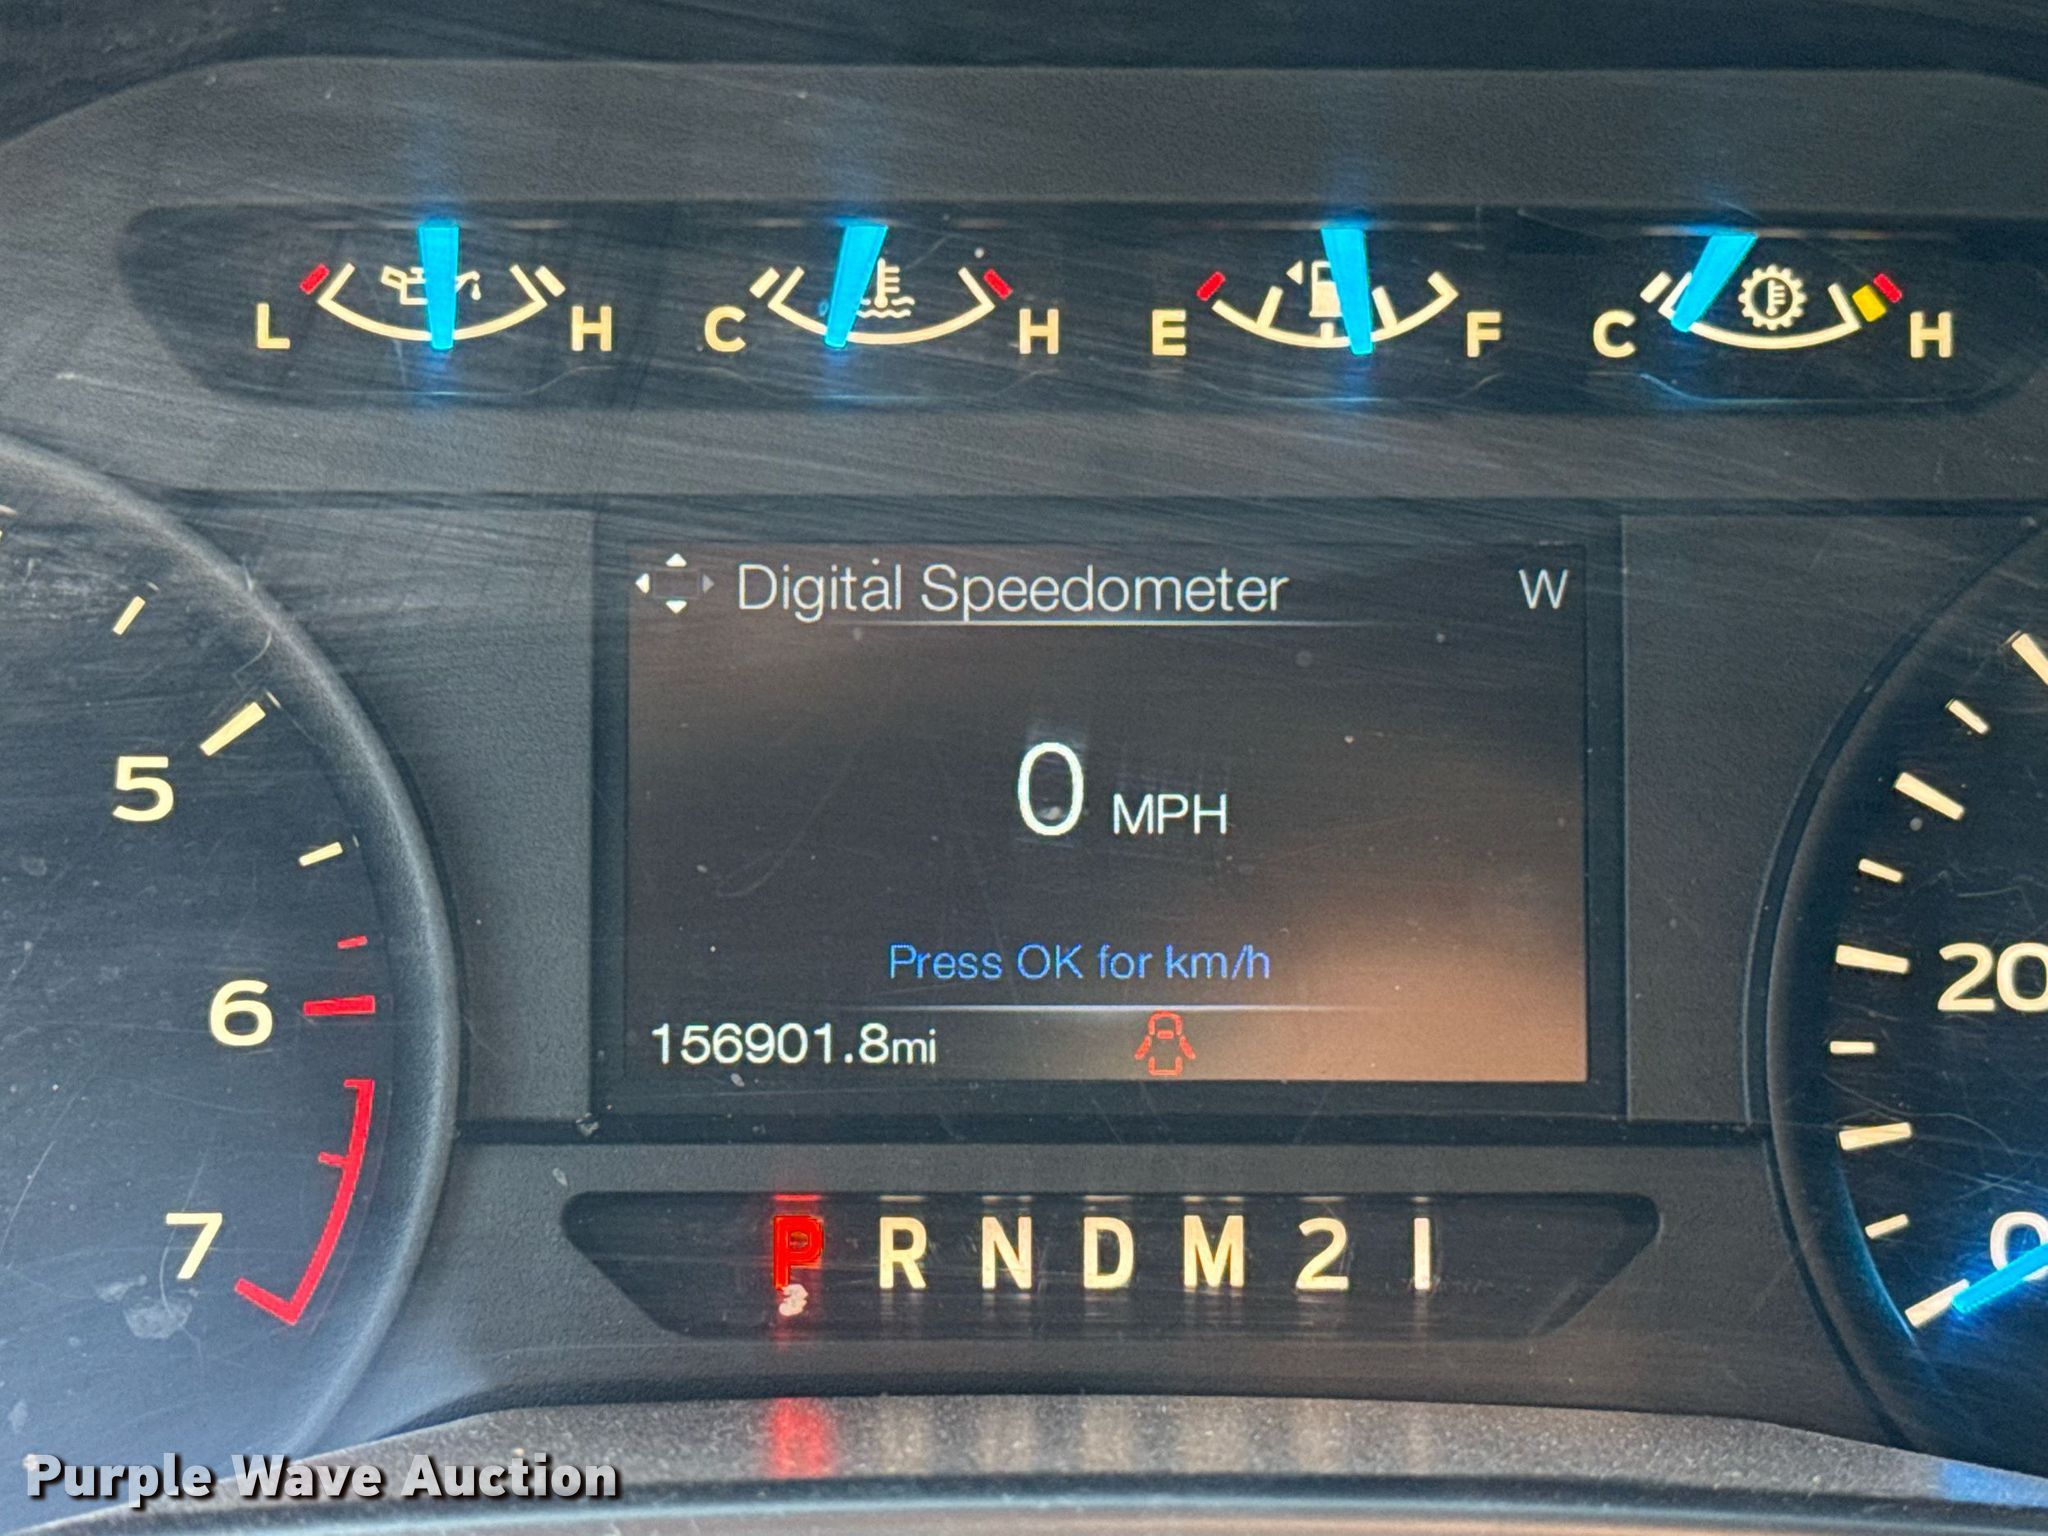 L H C H E F C H
Digital Speedometer W
5
0 MPH
6
20
Press OK for km/h
156901.8mi
7
0
P R N D M 2 1
3
Purple Wave Auction